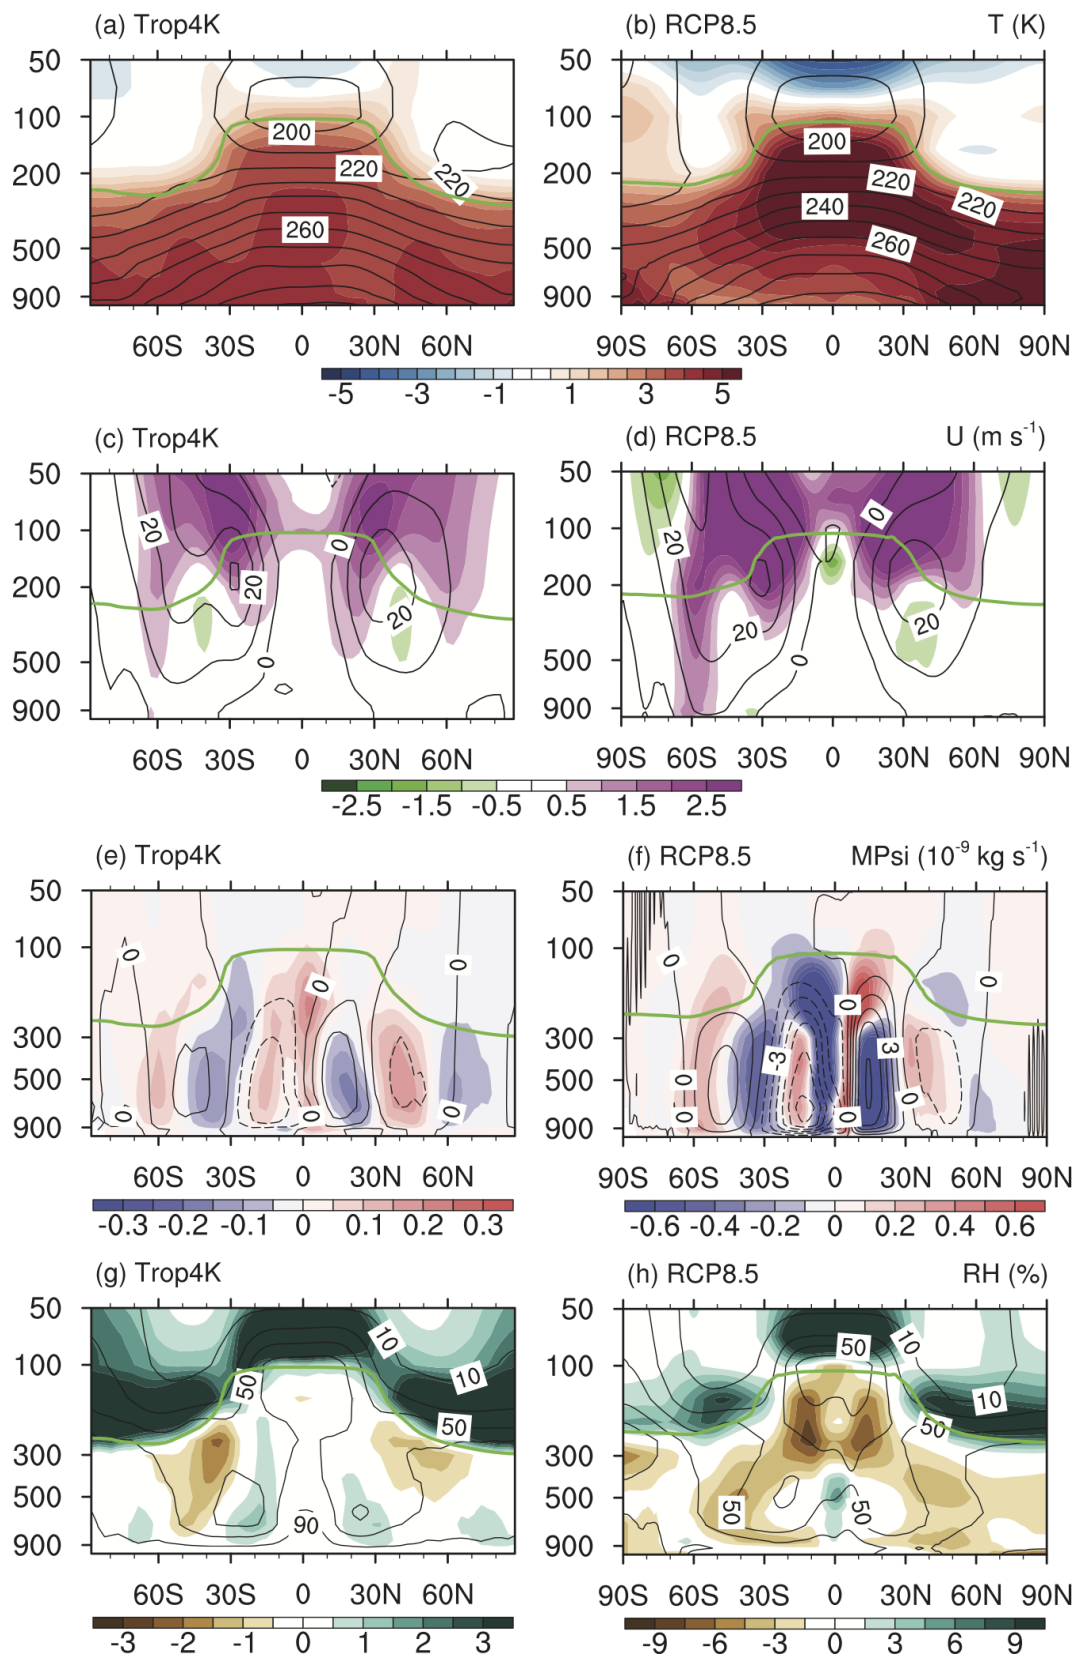 (a) Trop4K
(b) RCP8.5 T (K)
50 50
100 100
200 200
500 500
900 900
200
220
220
260
200
220
220
240
260
60S 30S 0 30N 60N
90S 60S 30S 0 30N 60N 90N
-5 -3 -1 1 3 5
(c) Trop4K
(d) RCP8.5 U (m s-1)
50 50
100 100
200 200
500 500
900 900
20
20
0
20
0
20
0
20
20
0
60S 30S 0 30N 60N
90S 60S 30S 0 30N 60N 90N
-2.5 -1.5 -0.5 0.5 1.5 2.5
(e) Trop4K
(f) RCP8.5 MPsi (10-9 kg s-1)
50 50
100 100
300 300
500 500
900 900
0
0
0
0
0
0
0
0
0
-3
3
0
0
0
0
60S 30S 0 30N 60N
90S 60S 30S 0 30N 60N 90N
-0.3 -0.2 -0.1 0 0.1 0.2 0.3
-0.6 -0.4 -0.2 0 0.2 0.4 0.6
(g) Trop4K
(h) RCP8.5 RH (%)
50 50
100 100
300 300
500 500
900 900
10
50
10
50
90
50
10
10
50
50
50
60S 30S 0 30N 60N
90S 60S 30S 0 30N 60N 90N
-3 -2 -1 0 1 2 3
-9 -6 -3 0 3 6 9